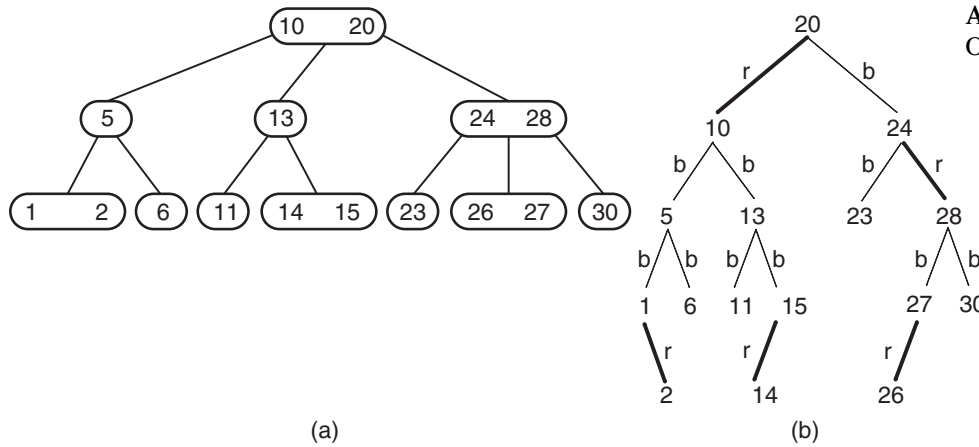 10 20
5 13 24 28
1 2 6 11 14 15 23 26 27 30
(a)
20
r b
10 24
b b b r
5 13 23 28
b b b b b b
1 6 11 15 27 30
r r r
2 14 26
(b)
A